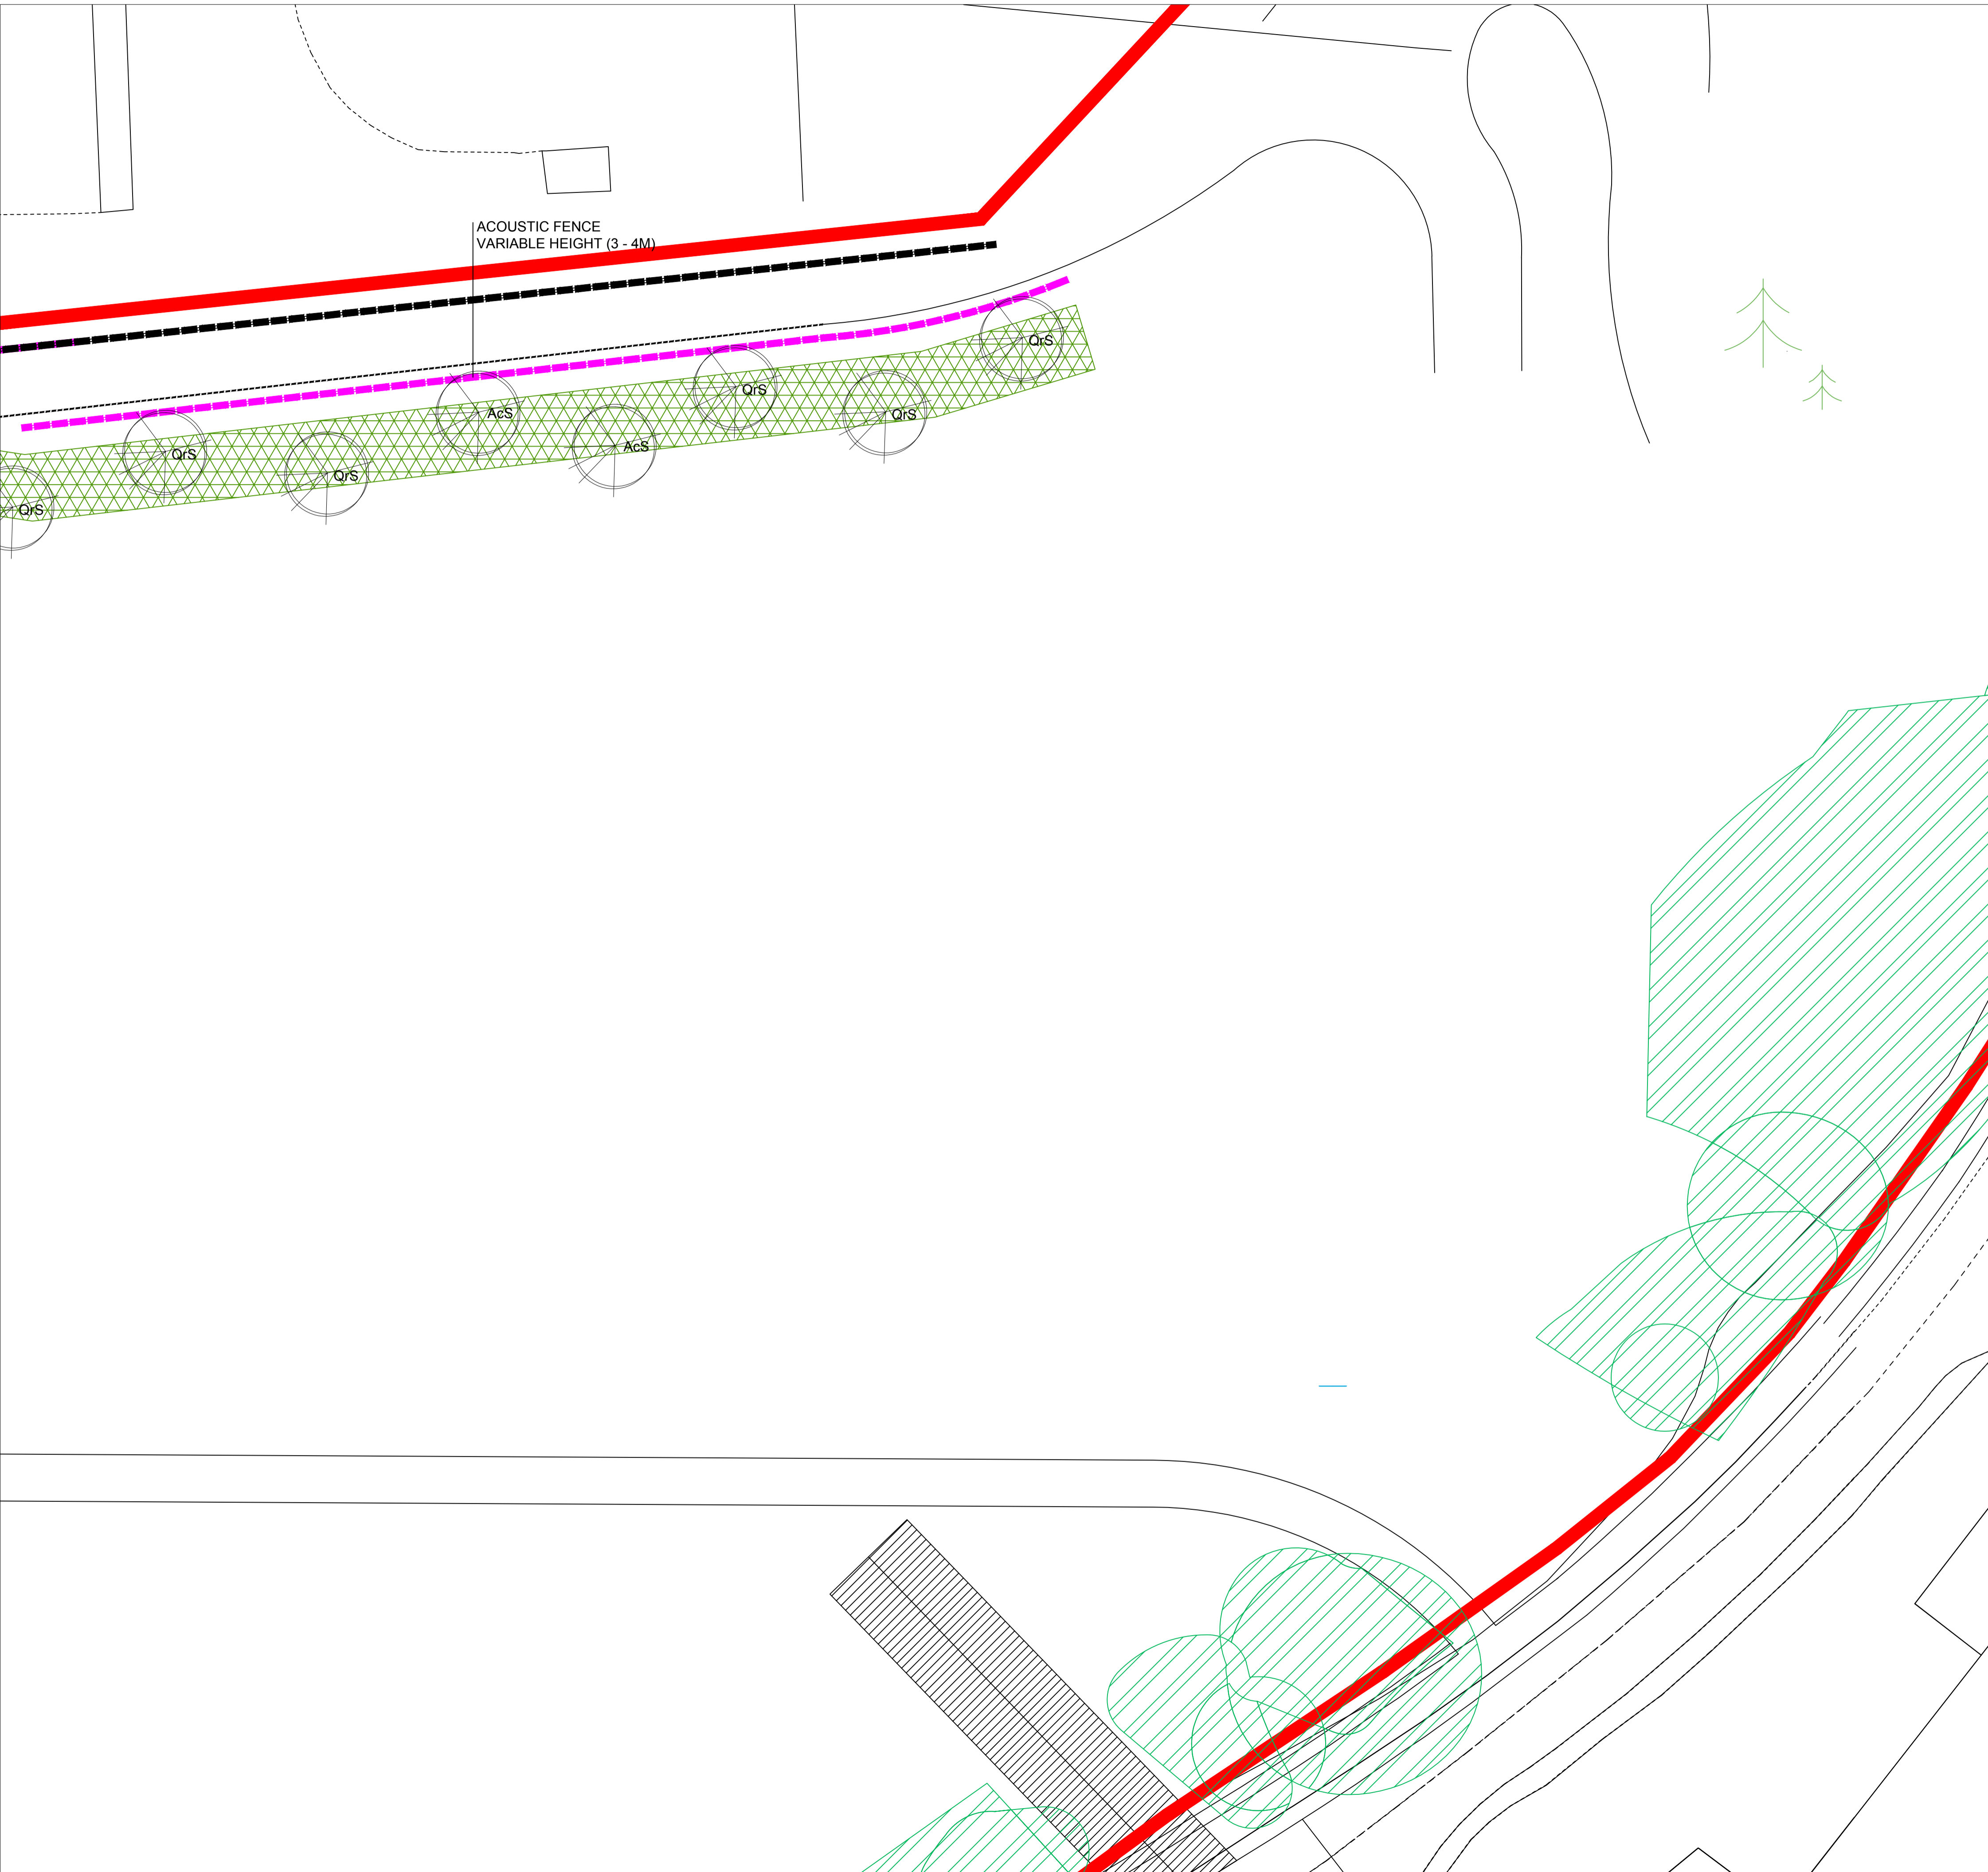 ACOUSTIC FENCE
VARIABLE HEIGHT (3 - 4M)
QrS
QrS
AcS
QrS
QrS
AcS
QrS
QrS